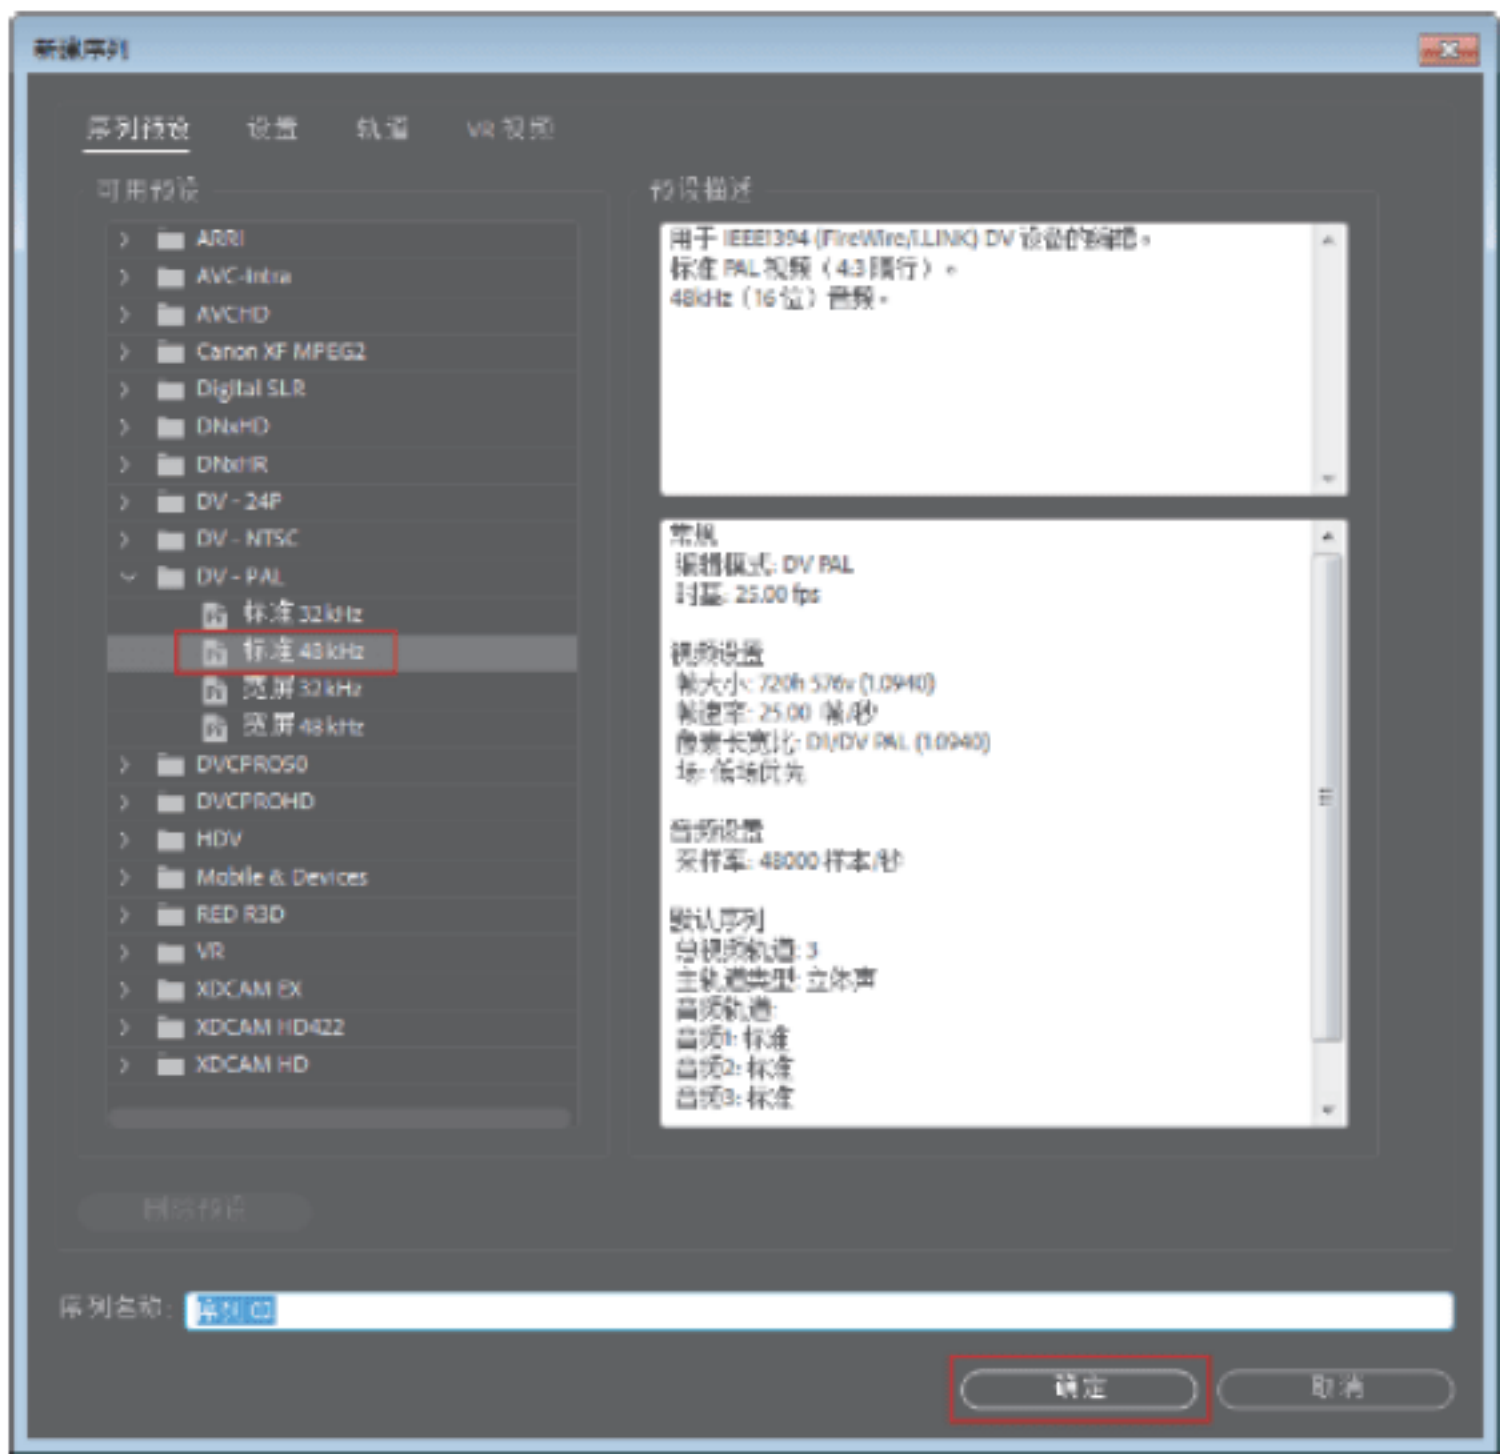 新建序列
序列预设 设置 轨道 VR 视频
可用预设
ARRI
AVC-Intra
AVCHD
Canon XF MPEG2
Digital SLR
DNxHD
DNxHR
DV - 24P
DV - NTSC
DV - PAL
标准 32kHz
标准 48kHz
宽屏 32kHz
宽屏 48kHz
DVCPRO50
DVCPROHD
HDV
Mobile & Devices
RED R3D
VR
XDCAM EX
XDCAM HD422
XDCAM HD
预设描述
用于 IEEE1394 (FireWire/i.LINK) DV 设备的编辑。
标准 PAL 视频（4:3 隔行）。
48kHz（16 位）音频。
常规
编辑模式: DV PAL
时基: 25.00 fps
视频设置
帧大小: 720h 576v (1.0940)
帧速率: 25.00 帧/秒
像素长宽比: D1/DV PAL (1.0940)
场: 低场优先
音频设置
采样率: 48000 样本/秒
默认序列
总视频轨道: 3
主轨道类型: 立体声
音频轨道:
音频1: 标准
音频2: 标准
音频3: 标准
删除预设
序列名称: 序列
确定 取消